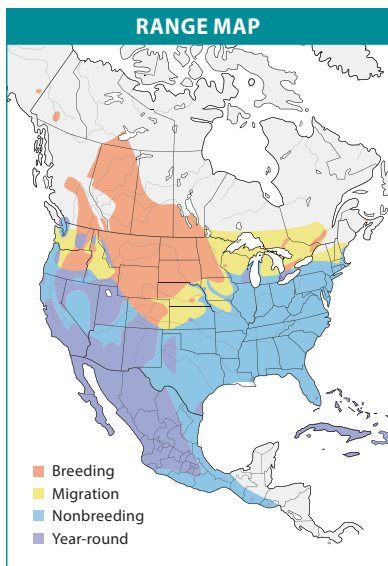 RANGE MAP
Breeding
Migration
Nonbreeding
Year-round